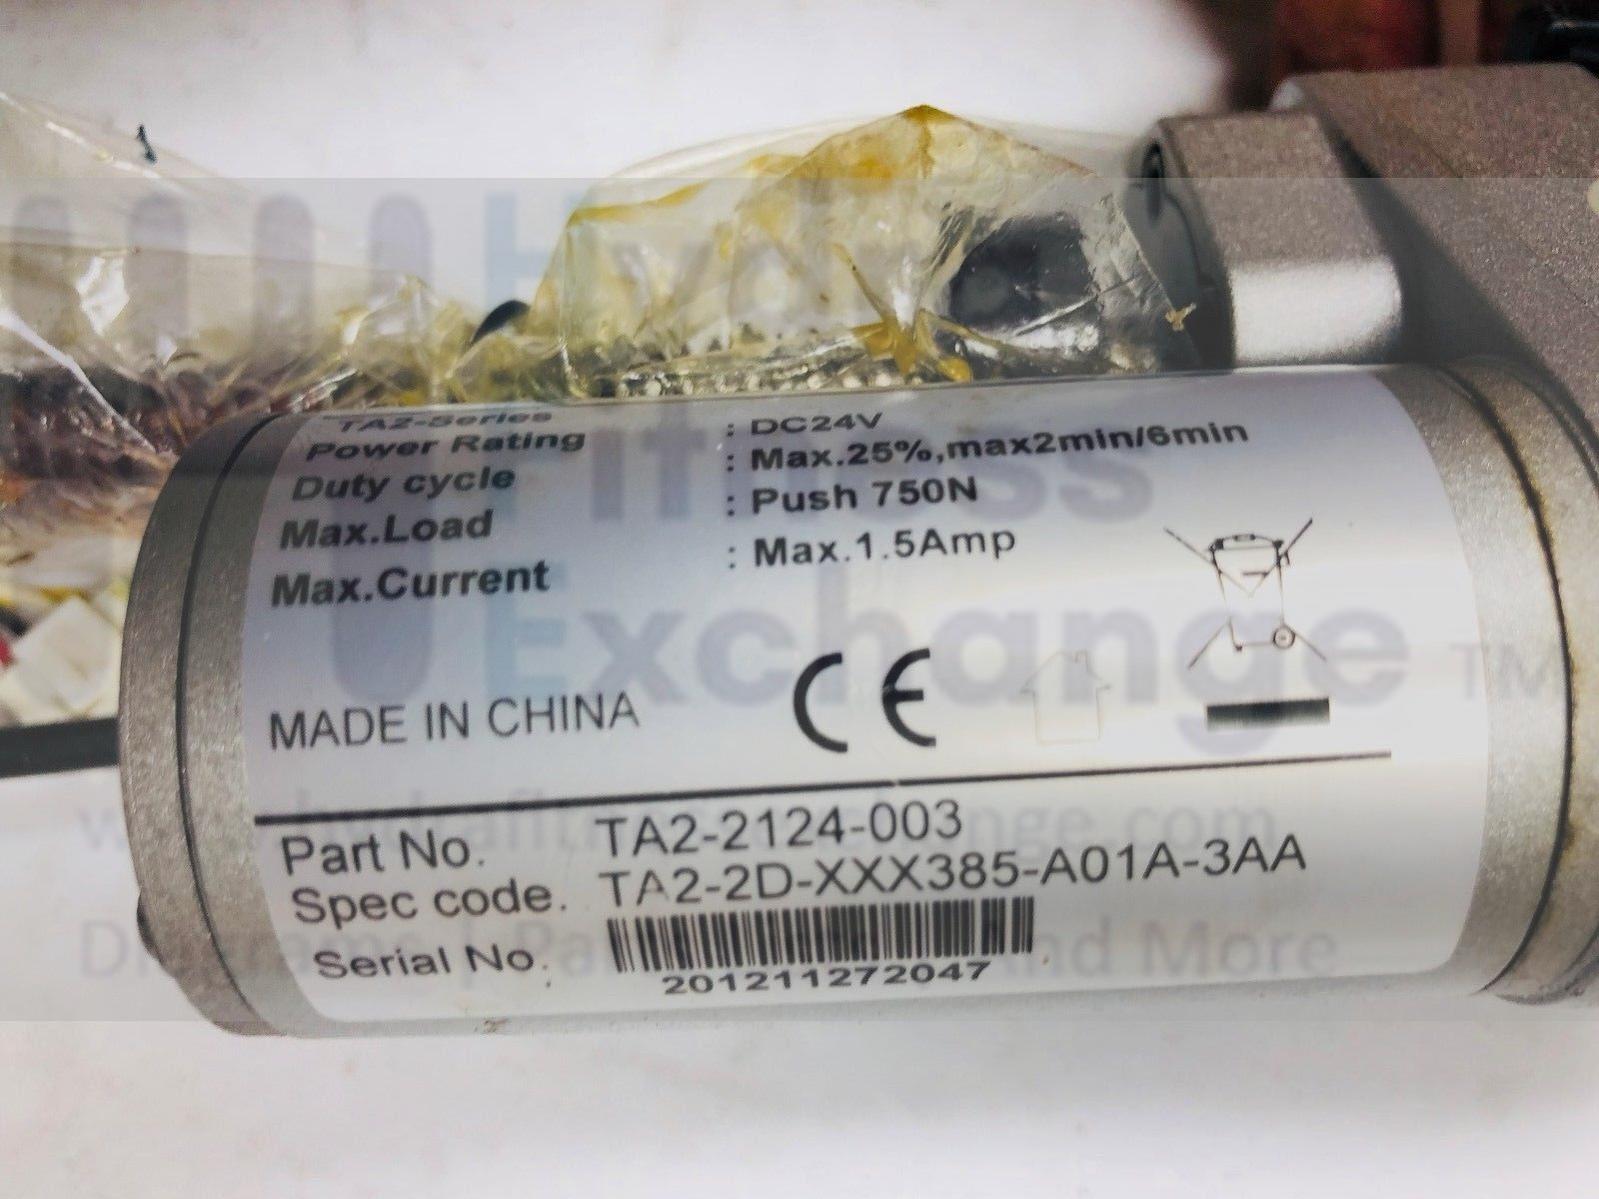 TA2-Series
Power Rating : DC24V
Duty cycle : Max.25%,max2min/6min
Max.Load : Push 750N
Max.Current : Max.1.5Amp
MADE IN CHINA CE
Part No. TA2-2124-003
Spec code. TA2-2D-XXX385-A01A-3AA
Serial No. 201211272047
Hydra
Fitness
Exchange TM
And More